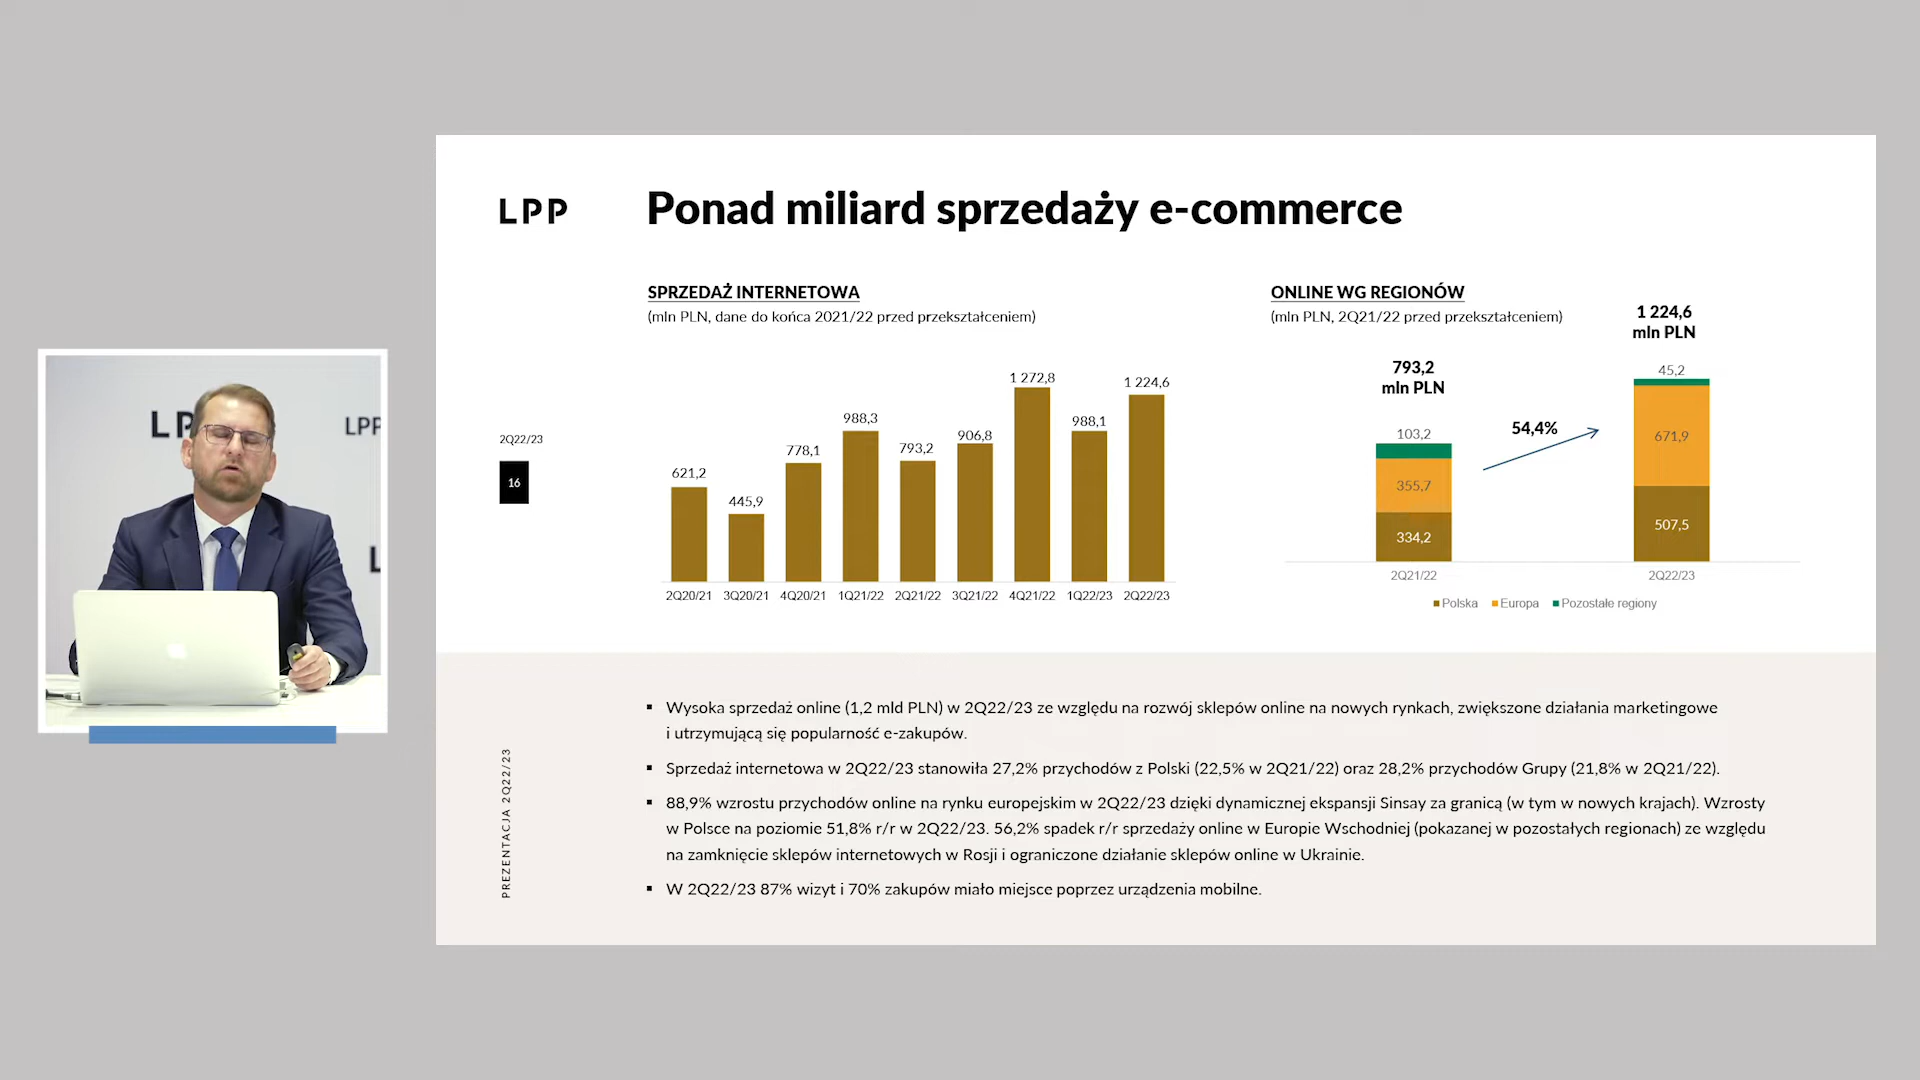 LPP
Ponad miliard sprzedaży e-commerce
SPRZEDAŻ INTERNETOWA
(mln PLN, dane do końca 2021/22 przed przekształceniem)
621,2
445,9
778,1
988,3
793,2
906,8
1 272,8
988,1
1 224,6
2Q20/21 3Q20/21 4Q20/21 1Q21/22 2Q21/22 3Q21/22 4Q21/22 1Q22/23 2Q22/23
ONLINE WG REGIONÓW
(mln PLN, 2Q21/22 przed przekształceniem)
793,2
mln PLN
103,2
355,7
334,2
2Q21/22
54,4%
1 224,6
mln PLN
45,2
671,9
507,5
2Q22/23
Polska Europa Pozostałe regiony
2Q22/23
16
LPP
LPP
L
PREZENTACJA 2Q22/23
▪ Wysoka sprzedaż online (1,2 mld PLN) w 2Q22/23 ze względu na rozwój sklepów online na nowych rynkach, zwiększone działania marketingowe
i utrzymującą się popularność e-zakupów.
▪ Sprzedaż internetowa w 2Q22/23 stanowiła 27,2% przychodów z Polski (22,5% w 2Q21/22) oraz 28,2% przychodów Grupy (21,8% w 2Q21/22).
▪ 88,9% wzrostu przychodów online na rynku europejskim w 2Q22/23 dzięki dynamicznej ekspansji Sinsay za granicą (w tym w nowych krajach). Wzrosty
w Polsce na poziomie 51,8% r/r w 2Q22/23. 56,2% spadek r/r sprzedaży online w Europie Wschodniej (pokazanej w pozostałych regionach) ze względu
na zamknięcie sklepów internetowych w Rosji i ograniczone działanie sklepów online w Ukrainie.
▪ W 2Q22/23 87% wizyt i 70% zakupów miało miejsce poprzez urządzenia mobilne.